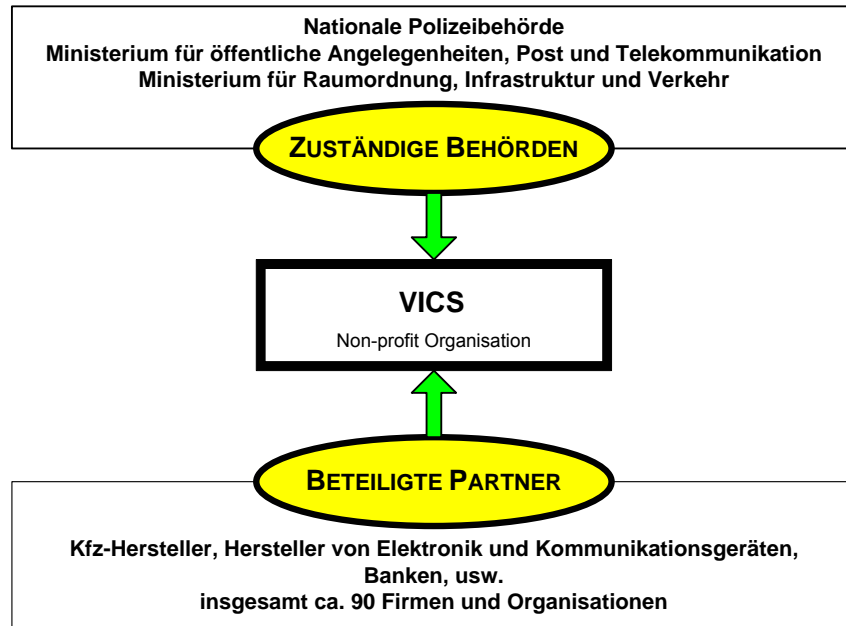 Nationale Polizeibehörde
Ministerium für öffentliche Angelegenheiten, Post und Telekommunikation
Ministerium für Raumordnung, Infrastruktur und Verkehr
ZUSTÄNDIGE BEHÖRDEN
VICS
Non-profit Organisation
BETEILIGTE PARTNER
Kfz-Hersteller, Hersteller von Elektronik und Kommunikationsgeräten,
Banken, usw.
insgesamt ca. 90 Firmen und Organisationen